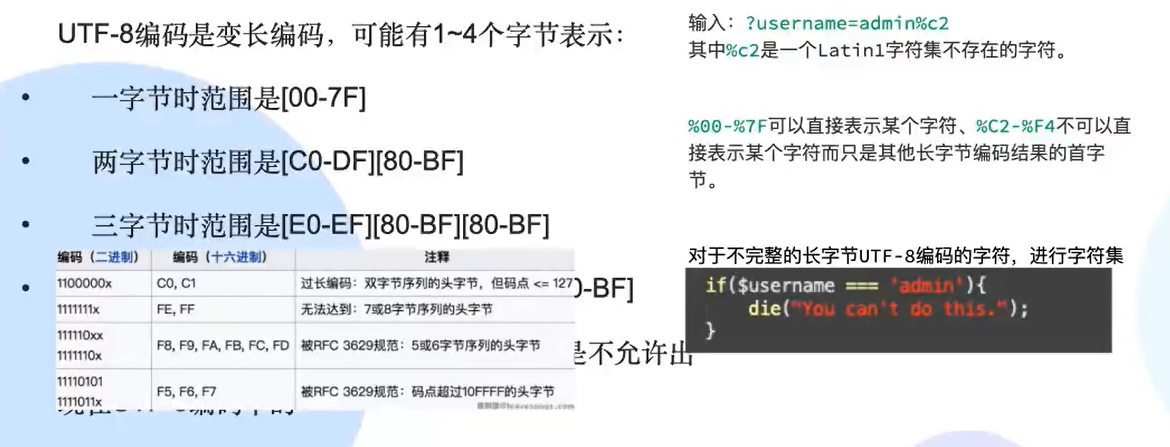 UTF-8编码是变长编码，可能有1~4个字节表示：
• 一字节时范围是[00-7F]
• 两字节时范围是[C0-DF][80-BF]
• 三字节时范围是[E0-EF][80-BF][80-BF]
编码（二进制） 编码（十六进制） 注释
1100000x C0, C1 过长编码：双字节序列的头字节，但码点 <= 127
1111111x FE, FF 无法达到：7或8字节序列的头字节
111110xx
1111110x
F8, F9, FA, FB, FC, FD 被RFC 3629规范：5或6字节序列的头字节
11110101
1111011x
F5, F6, F7 被RFC 3629规范：码点超过10FFFF的头字节
• 0-BF]
是不允许出
输入：?username=admin%c2
其中%c2是一个Latin1字符集不存在的字符。
%00-%7F可以直接表示某个字符、%C2-%F4不可以直
接表示某个字符而只是其他长字节编码结果的首字
节。
对于不完整的长字节UTF-8编码的字符，进行字符集
if($username === 'admin'){
die("You can't do this.");
}